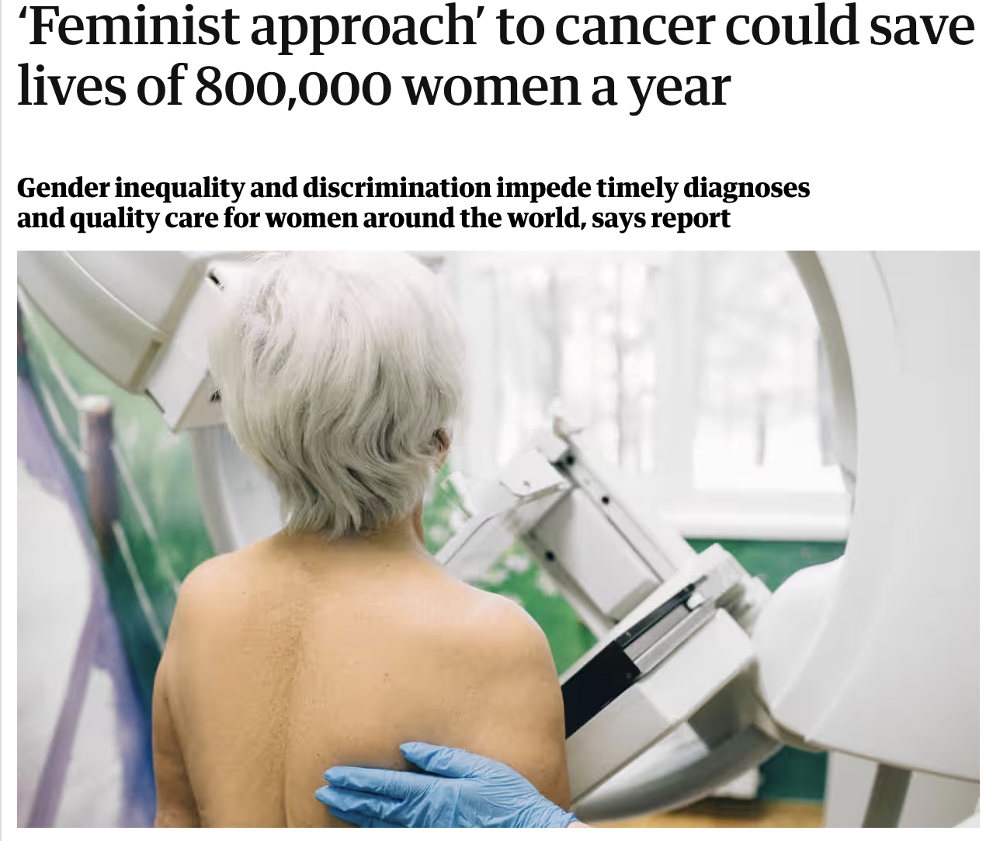 ‘Feminist approach’ to cancer could save
lives of 800,000 women a year
Gender inequality and discrimination impede timely diagnoses
and quality care for women around the world, says report